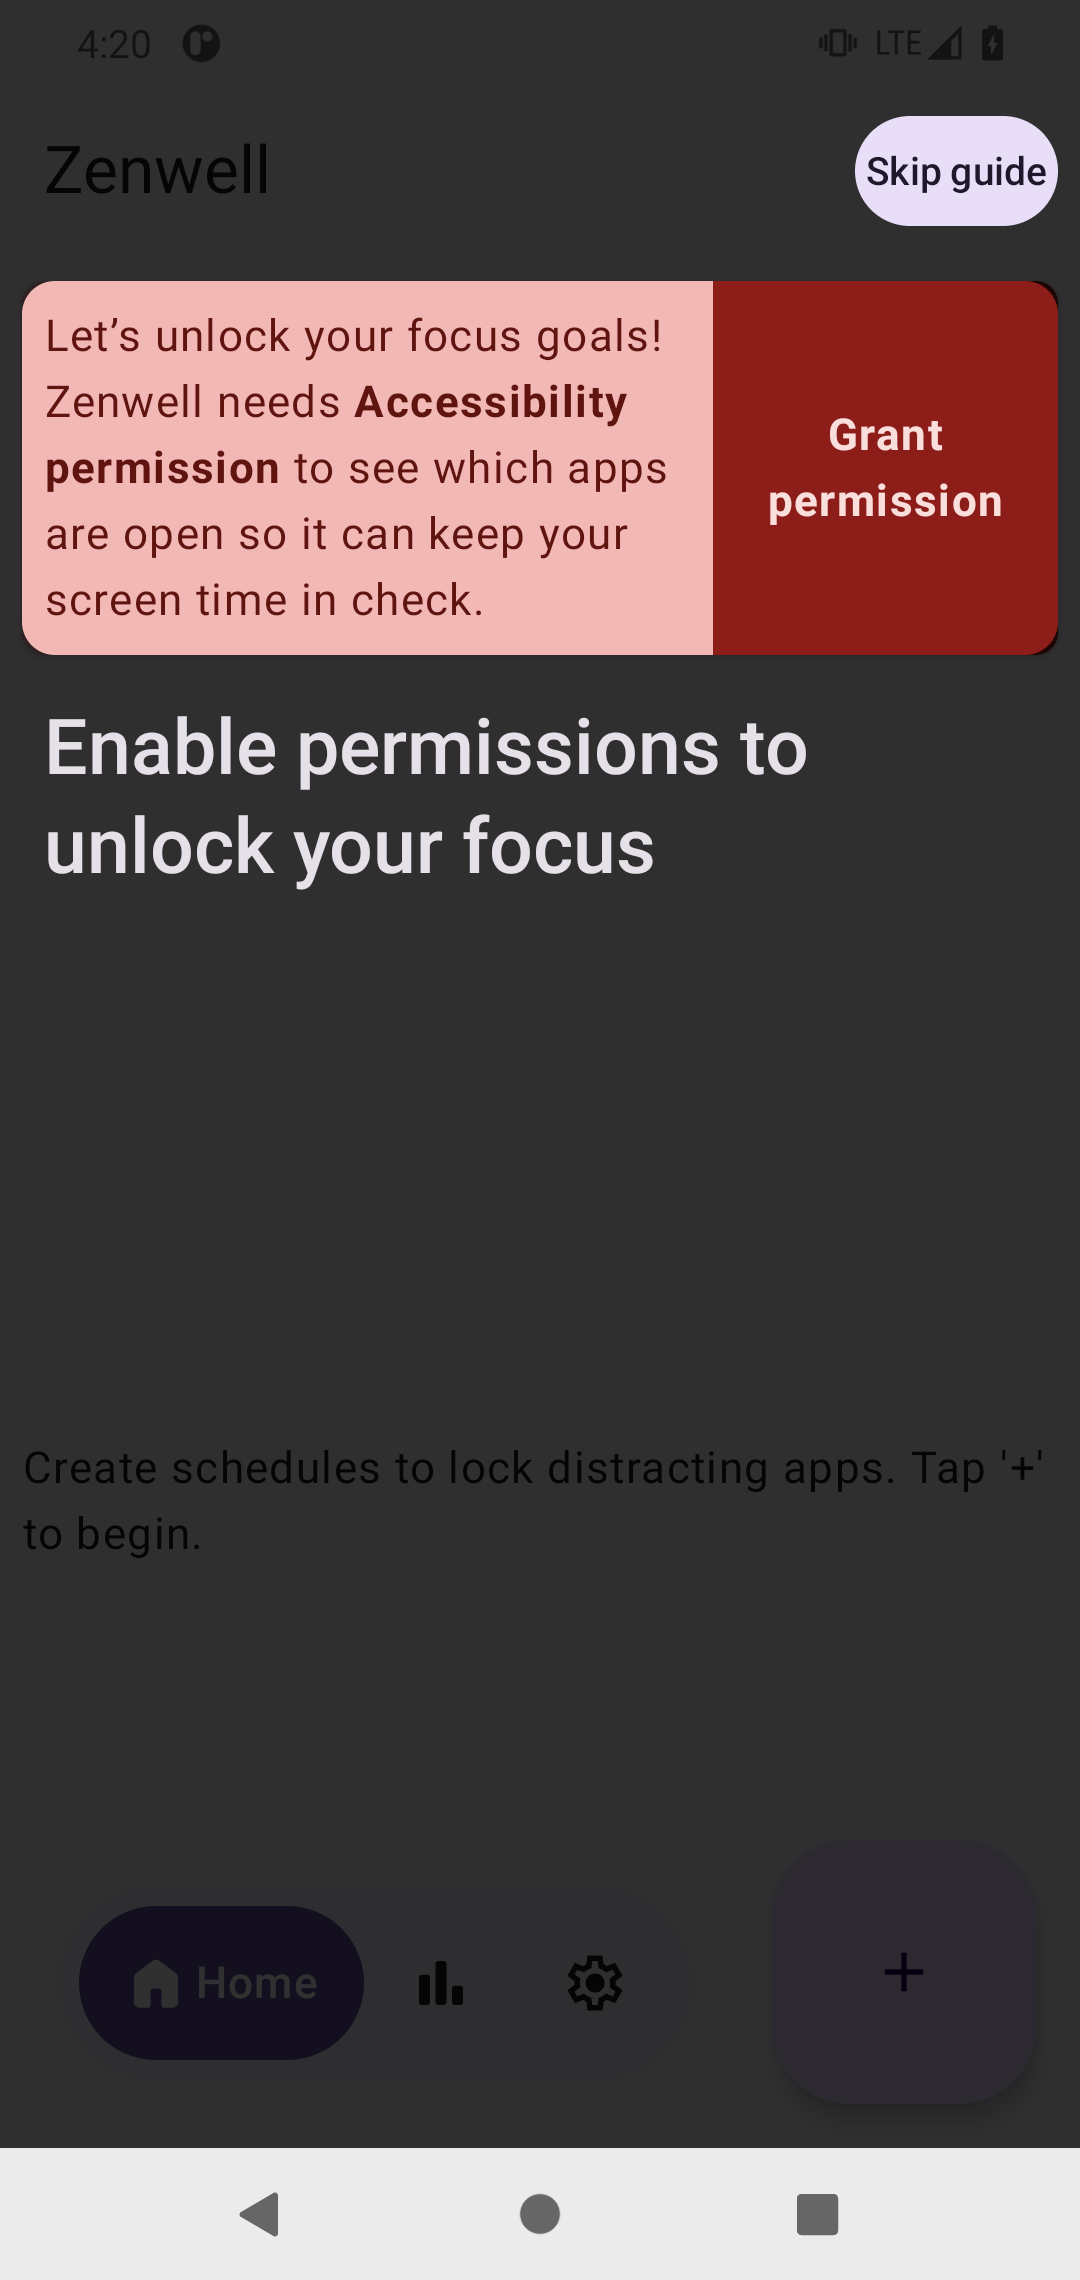 4:20
LTE
Zenwell
Skip guide
Let’s unlock your focus goals!
Zenwell needs Accessibility
permission to see which apps
are open so it can keep your
screen time in check.
Grant
permission
Enable permissions to
unlock your focus
Create schedules to lock distracting apps. Tap '+'
to begin.
Home
+